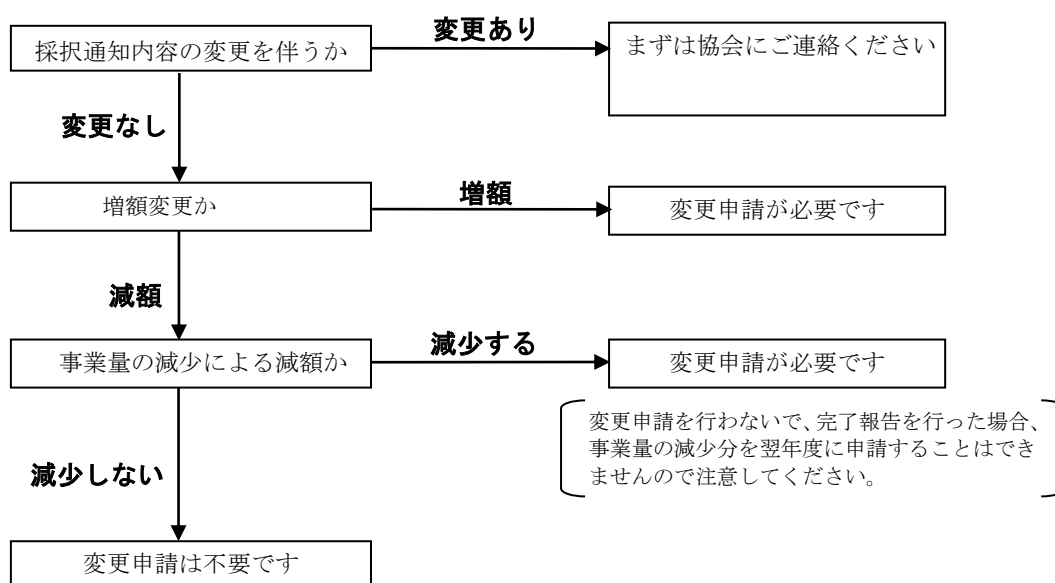 採択通知内容の変更を伴うか
変更あり
まずは協会にご連絡ください
変更なし
増額変更か
増額
変更申請が必要です
減額
事業量の減少による減額か
減少する
変更申請が必要です
変更申請を行わないで、完了報告を行った場合、
事業量の減少分を翌年度に申請することはでき
ませんので注意してください。
減少しない
変更申請は不要です